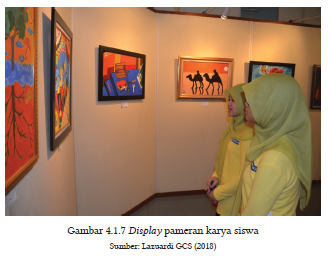 Gambar 4.1.7 Display pameran karya siswa
Sumber: Lazuardi GCS (2018)